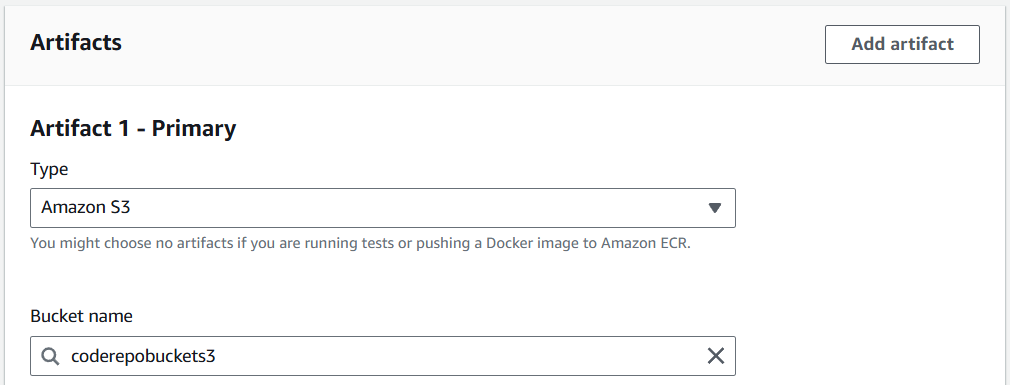 Artifacts
Add artifact
Artifact 1 - Primary
Type
Amazon S3
You might choose no artifacts if you are running tests or pushing a Docker image to Amazon ECR.
Bucket name
coderepobuckets3